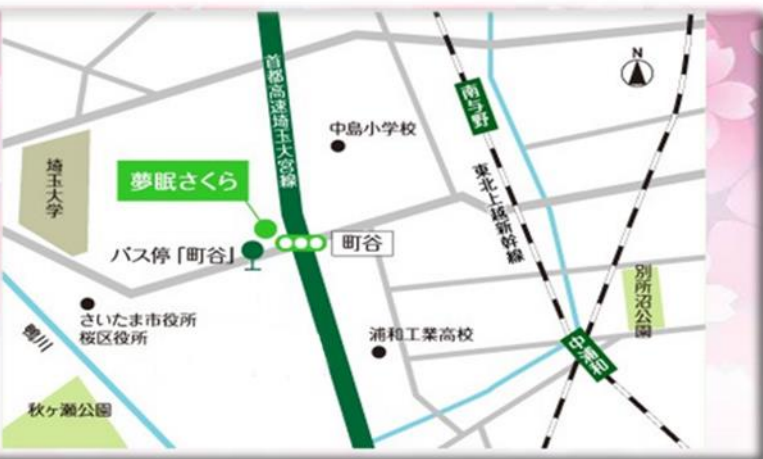 首都高速埼玉大宮線
N
南与野
中島小学校
埼玉大学
夢眠さくら
東北上越新幹線
バス停「町谷」
町谷
別所沼公園
さいたま市役所
桜区役所
鴨川
浦和工業高校
中浦和
秋ヶ瀬公園